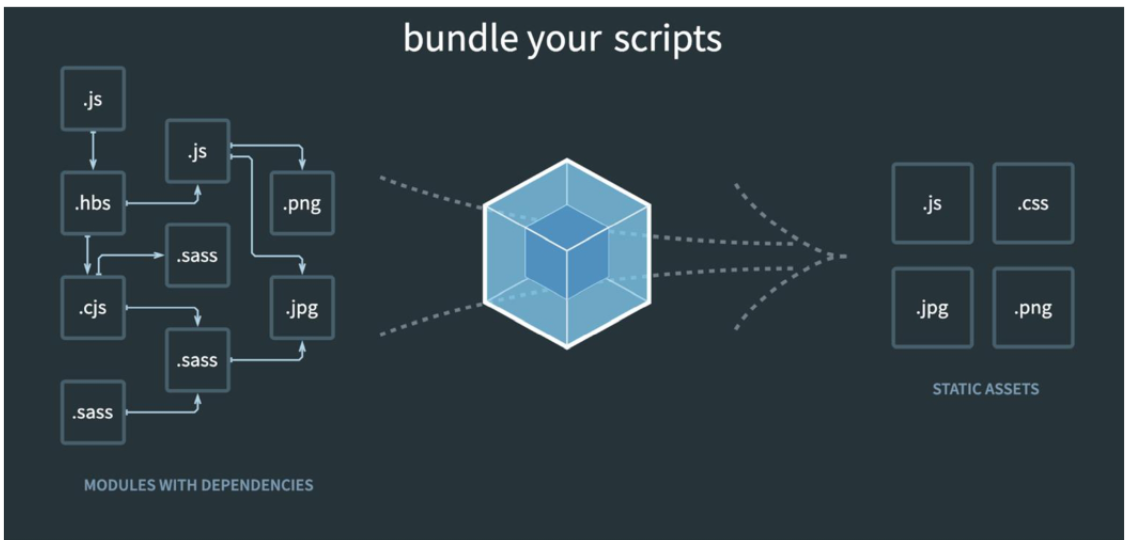 bundle your scripts
.js
.js
.hbs
.png
.sass
.cjs
.jpg
.sass
.sass
MODULES WITH DEPENDENCIES
.js
.css
.jpg
.png
STATIC ASSETS